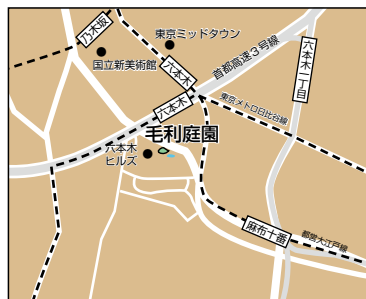 乃木坂
東京ミッドタウン
国立新美術館
六本木
首都高速3号線
六本木一丁目
六本木
東京メトロ日比谷線
毛利庭園
六本木
ヒルズ
麻布十番
都営大江戸線